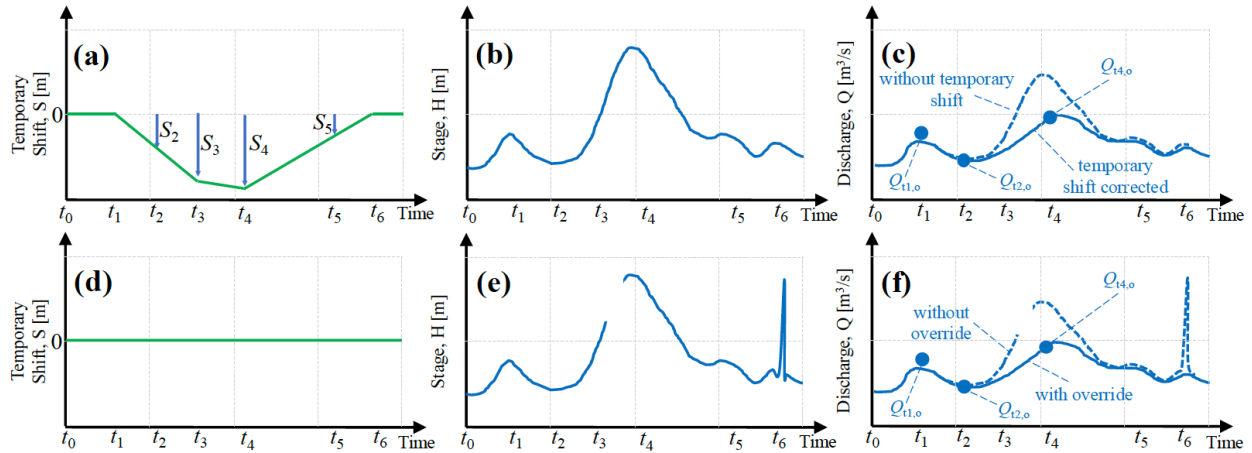 (a)
Temporary
Shift, S [m]
0
S2
S3
S4
S5
t0 t1 t2 t3 t4 t5 t6 Time
(b)
Stage, H [m]
t0 t1 t2 t3 t4 t5 t6 Time
(c)
Discharge, Q [m³/s]
without temporary
shift
Qt4,o
Qt1,o
Qt2,o
temporary
shift corrected
t0 t1 t2 t3 t4 t5 t6 Time
(d)
Temporary
Shift, S [m]
0
t0 t1 t2 t3 t4 t5 t6 Time
(e)
Stage, H [m]
t0 t1 t2 t3 t4 t5 t6 Time
(f)
Discharge, Q [m³/s]
without
override
Qt4,o
Qt1,o
Qt2,o
with override
t0 t1 t2 t3 t4 t5 t6 Time